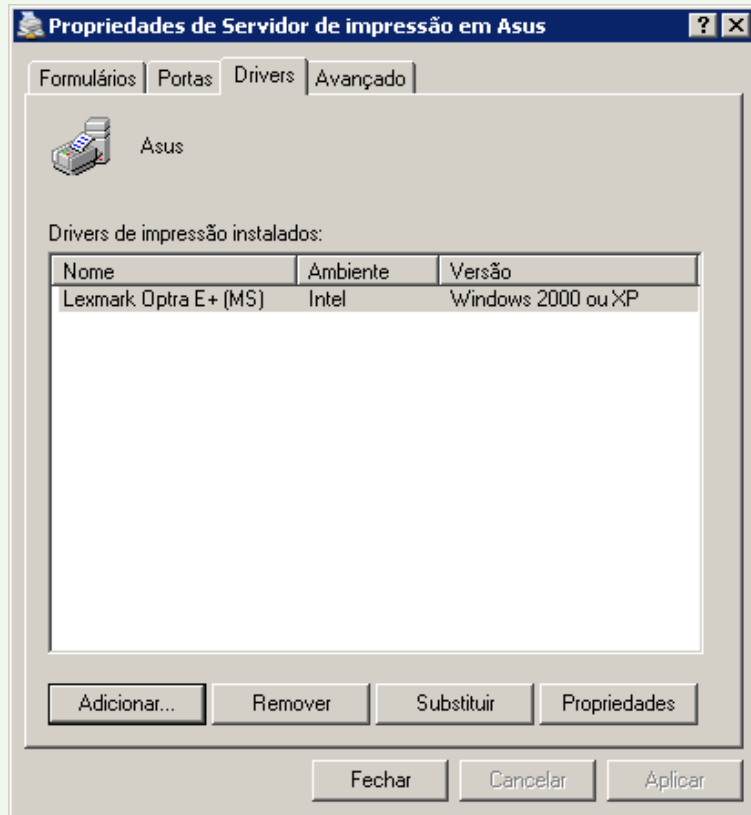 Propriedades de Servidor de impressão em Asus
Formulários Portas Drivers Avançado
Asus
Drivers de impressão instalados:
Nome Ambiente Versão
Lexmark Optra E+ (MS) Intel Windows 2000 ou XP
Adicionar... Remover Substituir Propriedades
Fechar Cancelar Aplicar